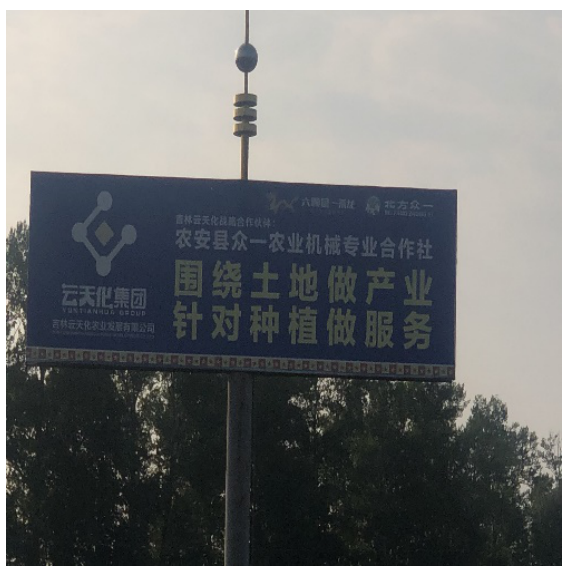 北方众一
吉林云天化战略合作伙伴:
农安县众一农业机械专业合作社
围绕土地做产业
针对种植做服务
云天化集团
YUNTIANHUA GROUP
吉林云天化农业发展有限公司